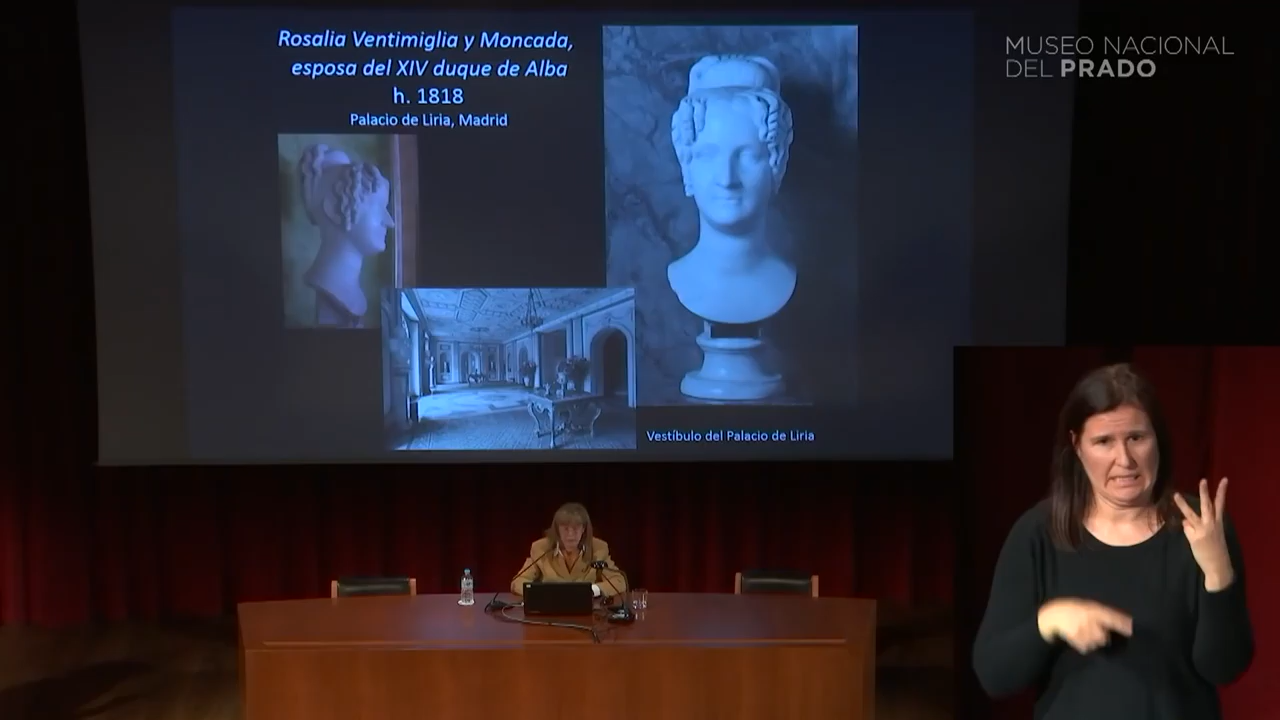 Rosalia Ventimiglia y Moncada,
esposa del XIV duque de Alba
h. 1818
Palacio de Liria, Madrid
Vestíbulo del Palacio de Liria
MUSEO NACIONAL
DEL PRADO